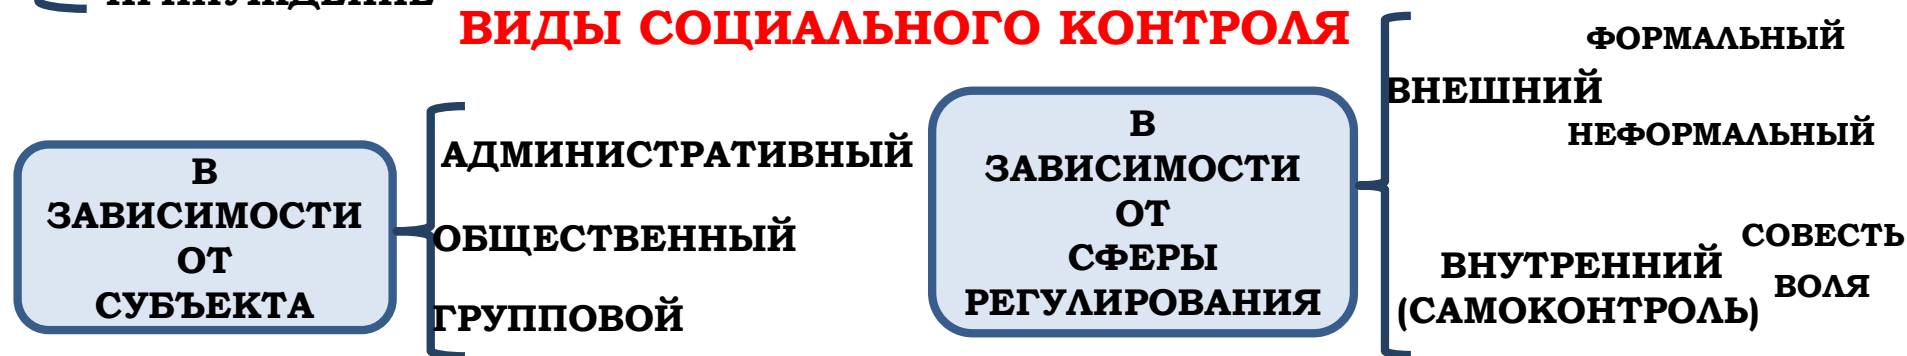 ВИДЫ СОЦИАЛЬНОГО КОНТРОЛЯ
В
ЗАВИСИМОСТИ
ОТ
СУБЪЕКТА
АДМИНИСТРАТИВНЫЙ
ОБЩЕСТВЕННЫЙ
ГРУППОВОЙ
В
ЗАВИСИМОСТИ
ОТ
СФЕРЫ
РЕГУЛИРОВАНИЯ
ФОРМАЛЬНЫЙ
ВНЕШНИЙ
НЕФОРМАЛЬНЫЙ
СОВЕСТЬ
ВНУТРЕННИЙ
ВОЛЯ
(САМОКОНТРОЛЬ)